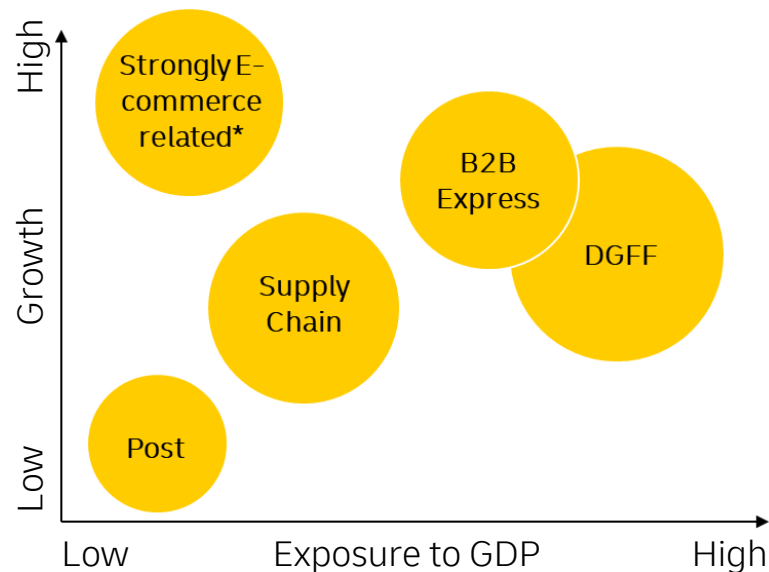 High
Strongly E-
commerce
related*
B2B
Express
DGFF
Growth
Supply
Chain
Post
Low
Low
Exposure to GDP
High